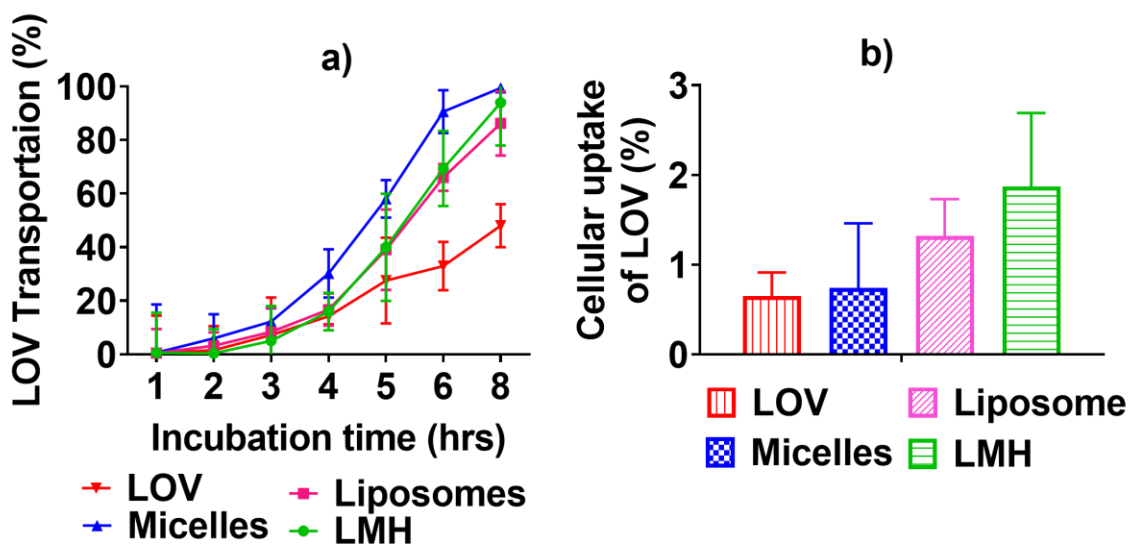 a)
LOV Transportaion (%)
100
80
60
40
20
0
1 2 3 4 5 6 8
Incubation time (hrs)
LOV
Liposomes
Micelles
LMH
b)
Cellular uptake
of LOV (%)
3
2
1
0
LOV
Liposome
Micelles
LMH